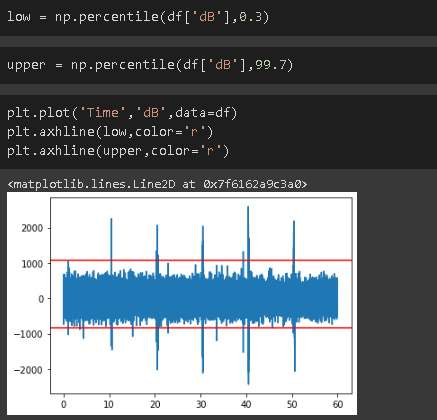 low = np.percentile(df['dB'],0.3)
upper = np.percentile(df['dB'],99.7)
plt.plot('Time','dB',data=df)
plt.axhline(low,color='r')
plt.axhline(upper,color='r')
<matplotlib.lines.Line2D at 0x7f6162a9c3a0>
2000
1000
0
−1000
−2000
0 10 20 30 40 50 60